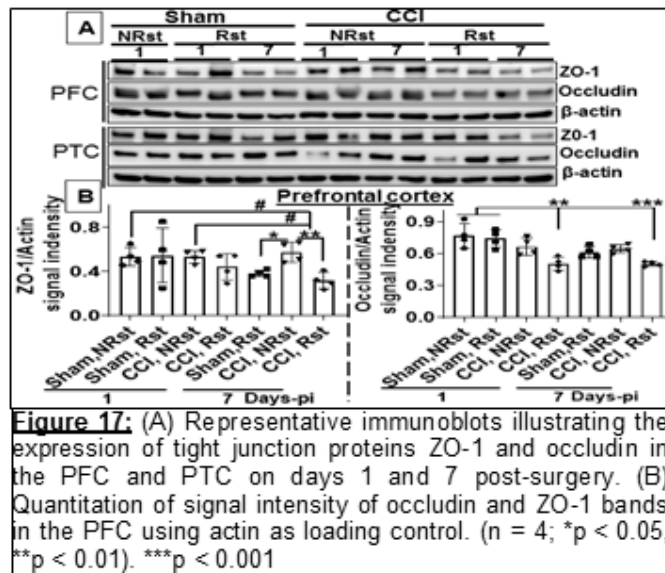 Sham CCI
A NRst Rst NRst Rst
1 1 7 1 7 1 7
PFC ZO-1
Occludin
β-actin
PTC Z0-1
Occludin
β-actin
B Prefrontal cortex
ZO-1/Actin
signal indensity
0.8
0.4
0.0
# # * **
Occludin/Actin
signal indensity
0.9
0.6
0.3
0.0
** ***
Sham,NRst Sham, Rst CCI, NRst CCI, Rst Sham,Rst CCI, NRst CCI, Rst
1 7 Days-pi
Sham,NRst Sham, Rst CCI, NRst CCI, Rst Sham,Rst CCI, NRst CCI, Rst
1 7 Days-pi
Figure 17: (A) Representative immunoblots illustrating the
expression of tight junction proteins ZO-1 and occludin in
the PFC and PTC on days 1 and 7 post-surgery. (B)
Quantitation of signal intensity of occludin and ZO-1 bands
in the PFC using actin as loading control. (n = 4; *p < 0.05,
**p < 0.01). ***p < 0.001